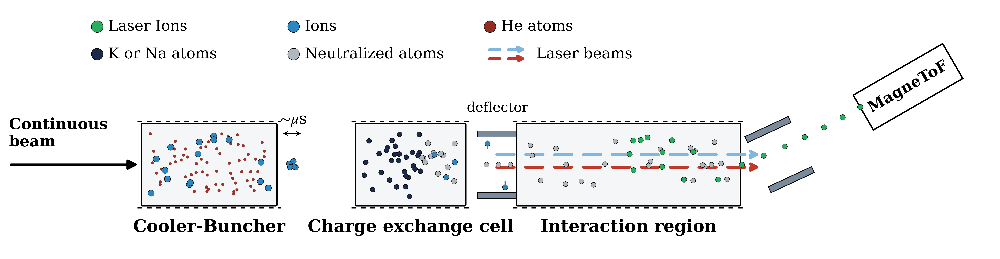 Laser Ions
Ions
He atoms
K or Na atoms
Neutralized atoms
Laser beams
MagneToF
deflector
Continuous
beam
~μs
Cooler-Buncher
Charge exchange cell
Interaction region